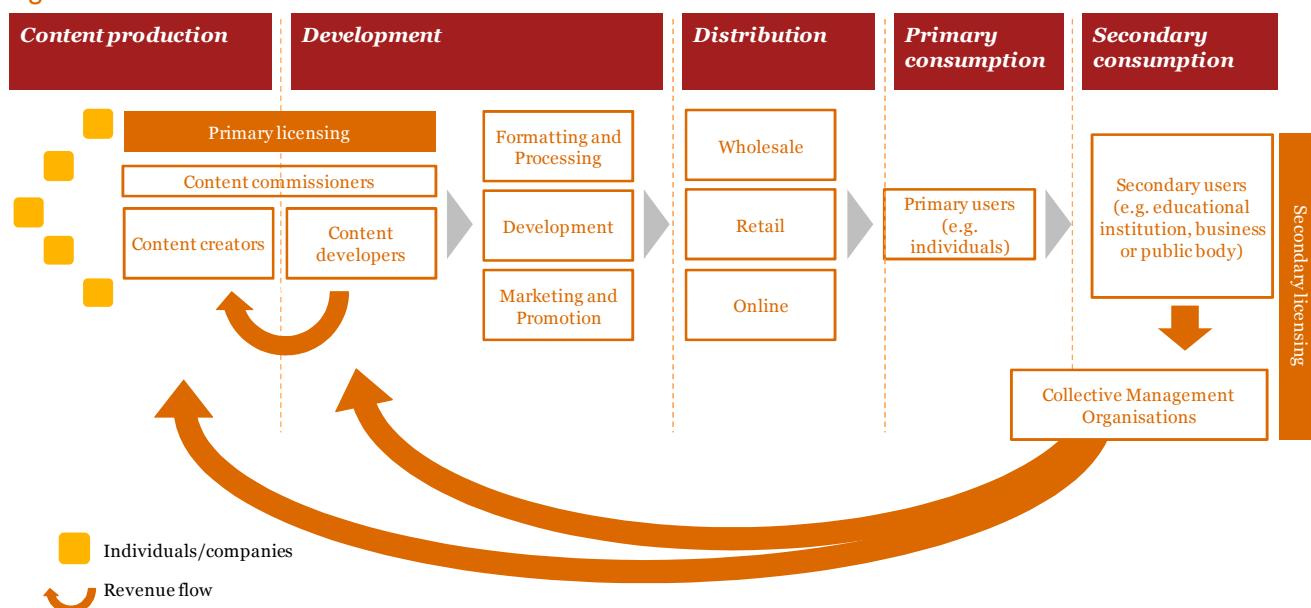 Content production
Development
Distribution
Primary
consumption
Secondary
consumption
Primary licensing
Content commissioners
Content creators
Content
developers
Formatting and
Processing
Development
Marketing and
Promotion
Wholesale
Retail
Online
Primary users
(e.g.
individuals)
Secondary users
(e.g. educational
institution, business
or public body)
Secondary licensing
Collective Management
Organisations
Individuals/companies
Revenue flow